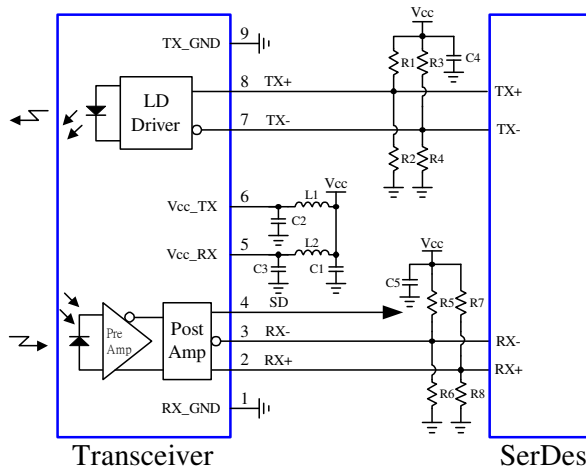 Vcc
9
TX_GND
R1 R3 C4
8 TX+ TX+
LD
Driver
7 TX- TX-
R2 R4
Vcc
6 L1
Vcc_TX
C2
5 L2
Vcc_RX
C3 C1
Vcc
4 C5
SD
R5 R7
Pre
Amp
Post
Amp
3 RX- RX-
2 RX+ RX+
R6 R8
1
RX_GND
Transceiver SerDes